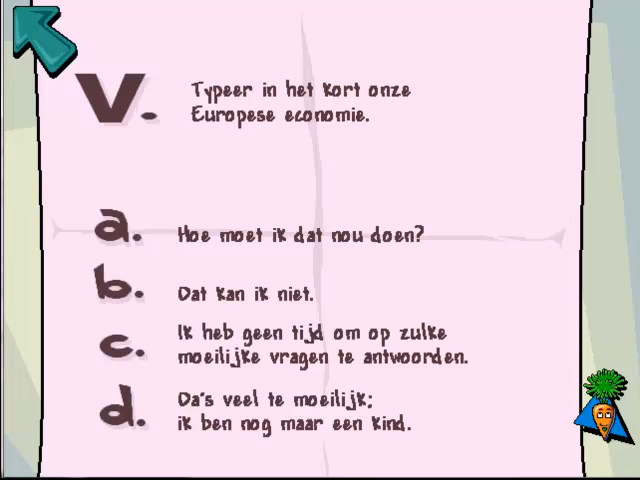 V. Typeer in het kort onze
Europese economie.
a. Hoe moet ik dat nou doen?
b. Dat kan ik niet.
c. Ik heb geen tijd om op zulke
moeilijke vragen te antwoorden.
d. Da's veel te moeilijk;
ik ben nog maar een kind.